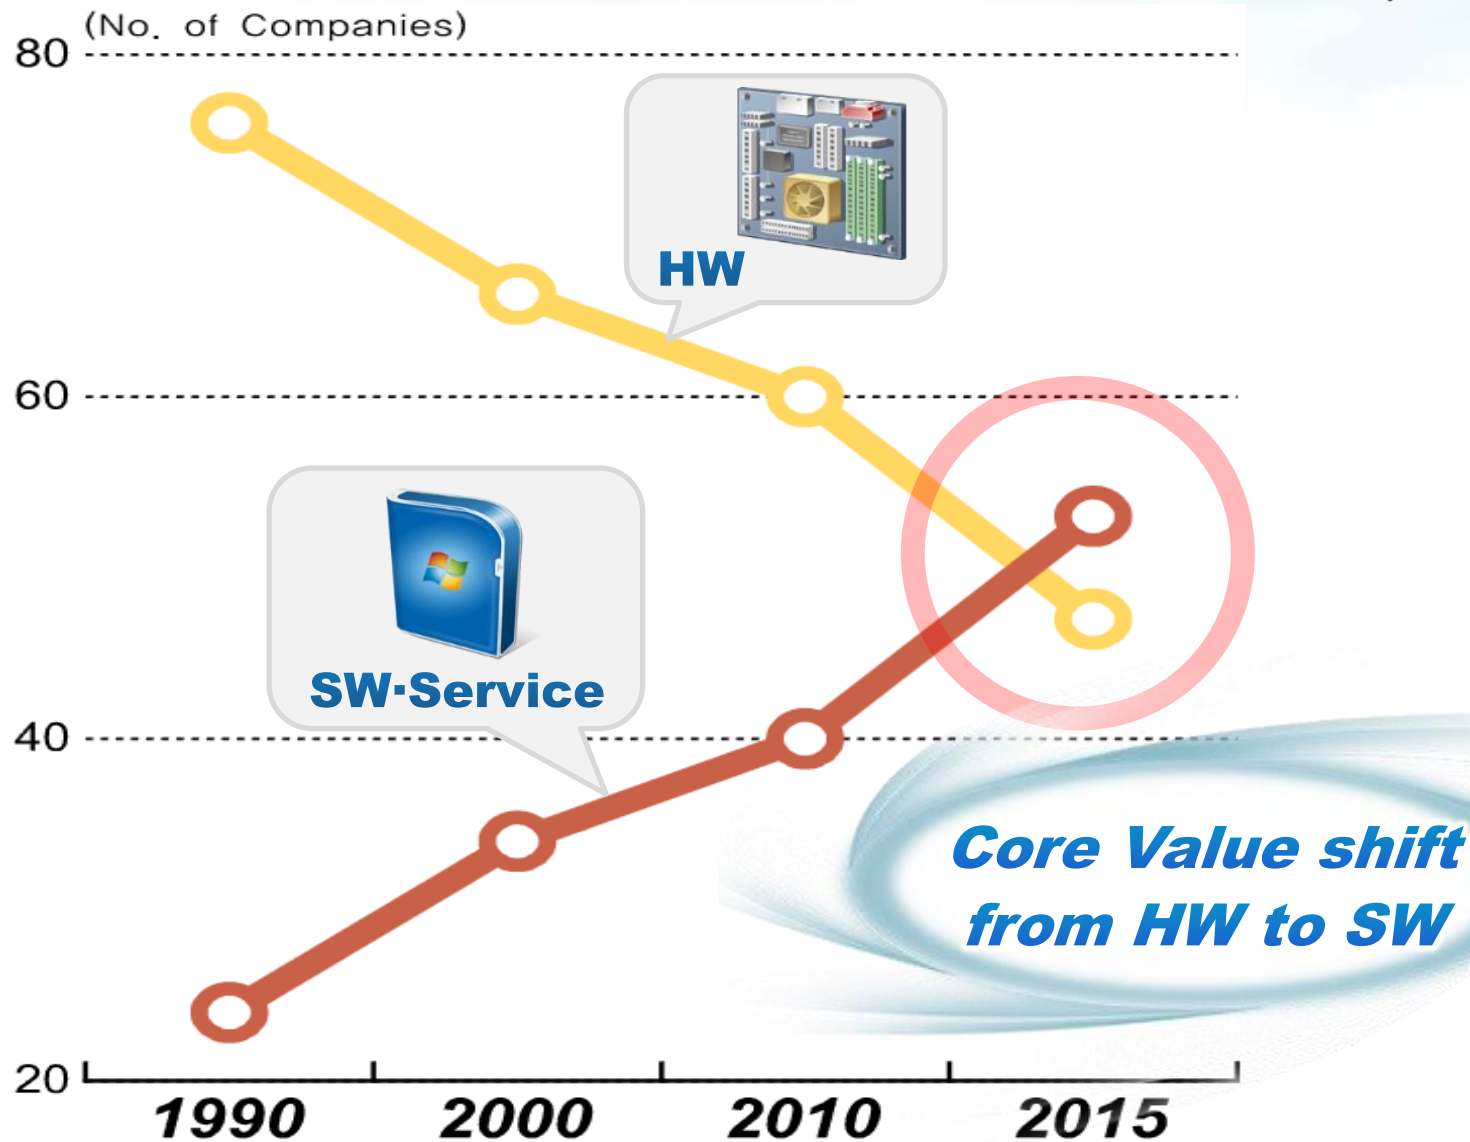 (No. of Companies)
80
HW
60
SW·Service
40
Core Value shift
from HW to SW
20
1990 2000 2010 2015